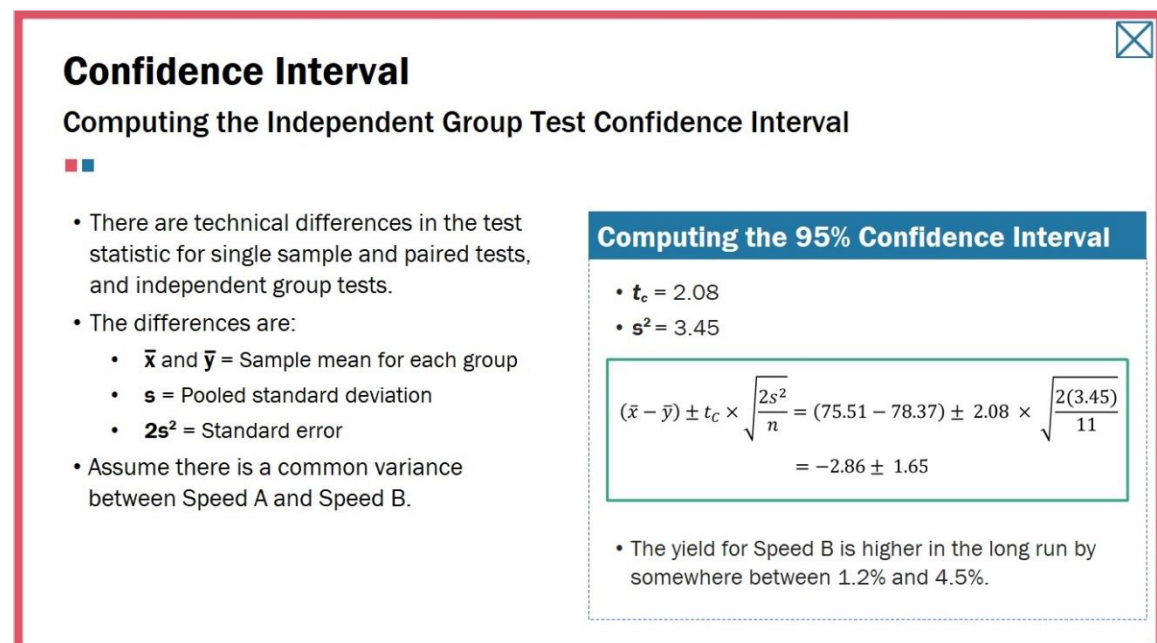 Confidence Interval
Computing the Independent Group Test Confidence Interval
• There are technical differences in the test
statistic for single sample and paired tests,
and independent group tests.
• The differences are:
• x̄ and ȳ = Sample mean for each group
• s = Pooled standard deviation
• 2s² = Standard error
• Assume there is a common variance
between Speed A and Speed B.
Computing the 95% Confidence Interval
• t꜀ = 2.08
• s² = 3.45
(x̄ − ȳ) ± t_C × √(2s²/n) = (75.51 − 78.37) ± 2.08 × √(2(3.45)/11)
= −2.86 ± 1.65
• The yield for Speed B is higher in the long run by
somewhere between 1.2% and 4.5%.